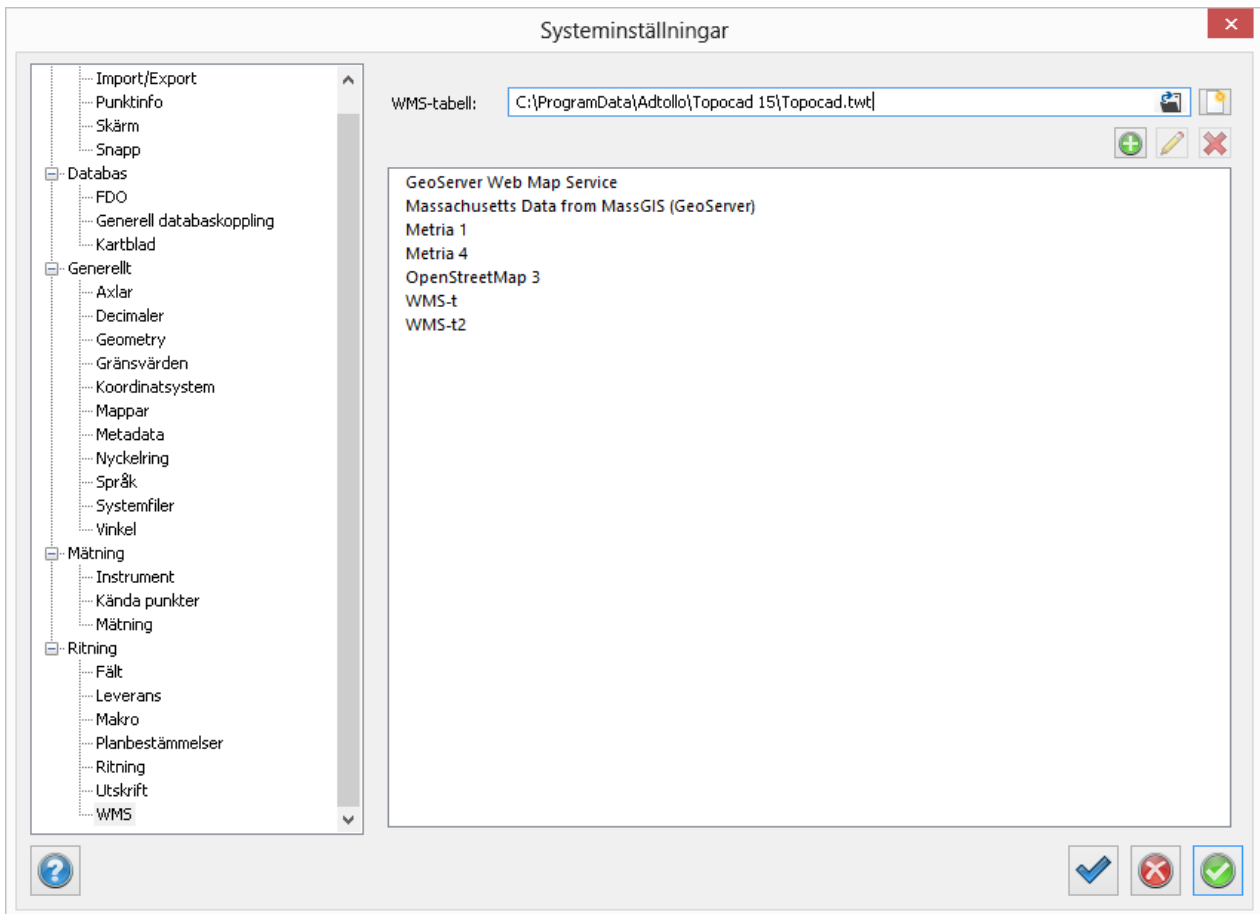 Systeminställningar
Import/Export
Punktinfo
Skärm
Snapp
Databas
FDO
Generell databaskoppling
Kartblad
Generellt
Axlar
Decimaler
Geometry
Gränsvärden
Koordinatsystem
Mappar
Metadata
Nyckelring
Språk
Systemfiler
Vinkel
Mätning
Instrument
Kända punkter
Mätning
Ritning
Fält
Leverans
Makro
Planbestämmelser
Ritning
Utskrift
WMS
WMS-tabell: C:\ProgramData\Adtollo\Topocad 15\Topocad.twt
GeoServer Web Map Service
Massachusetts Data from MassGIS (GeoServer)
Metria 1
Metria 4
OpenStreetMap 3
WMS-t
WMS-t2